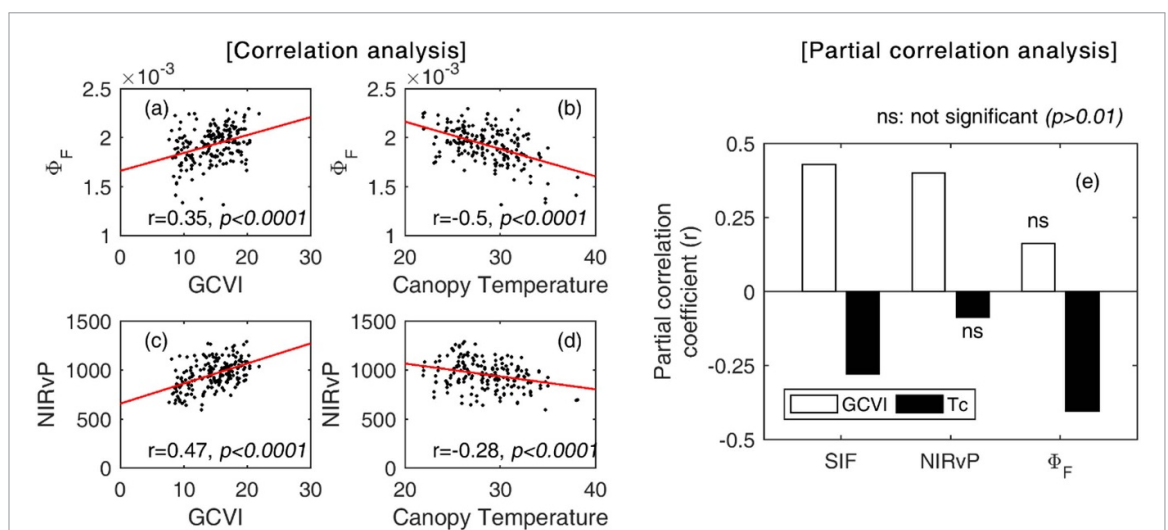 [Correlation analysis]
[Partial correlation analysis]
×10⁻³
×10⁻³
2.5
(a)
2
Φ_F
1.5
r=0.35, p<0.0001
1
0
10
20
30
GCVI
2.5
(b)
2
Φ_F
1.5
r=-0.5, p<0.0001
1
20
30
40
Canopy Temperature
1500
(c)
1000
NIRvP
500
r=0.47, p<0.0001
0
0
10
20
30
GCVI
1500
(d)
1000
NIRvP
500
r=-0.28, p<0.0001
0
20
30
40
Canopy Temperature
ns: not significant (p>0.01)
0.5
(e)
0.25
ns
Partial correlation
coefficient (r)
0
ns
-0.25
GCVI
Tc
-0.5
SIF
NIRvP
Φ_F